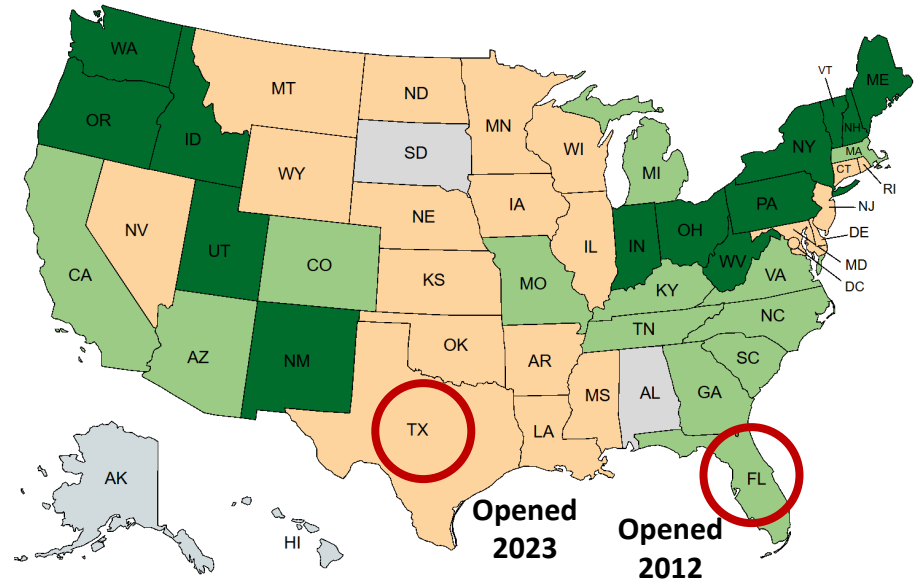 WA
MT
ND
MN
VT
ME
OR
ID
SD
WI
NY
NH
WY
MI
MA
CT
RI
NV
NE
IA
PA
NJ
UT
CO
IL
IN
OH
DE
CA
KS
MO
WV
VA
MD
KY
DC
NC
TN
AZ
NM
OK
AR
SC
MS
AL
GA
TX
LA
AK
FL
HI
Opened
2023
Opened
2012